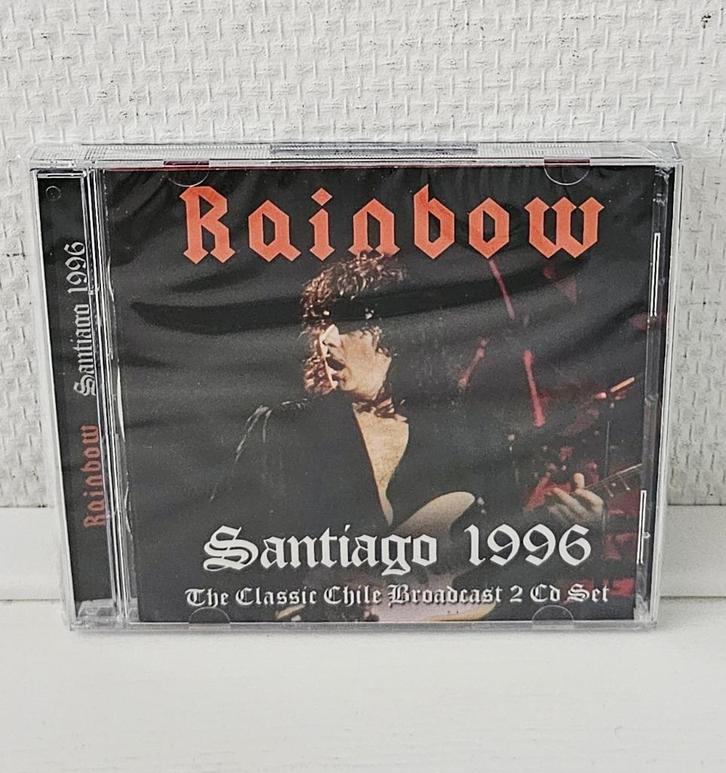 Rainbow
Santiago 1996
The Classic Chile Broadcast 2 Cd Set
Rainbow Santiago 1996